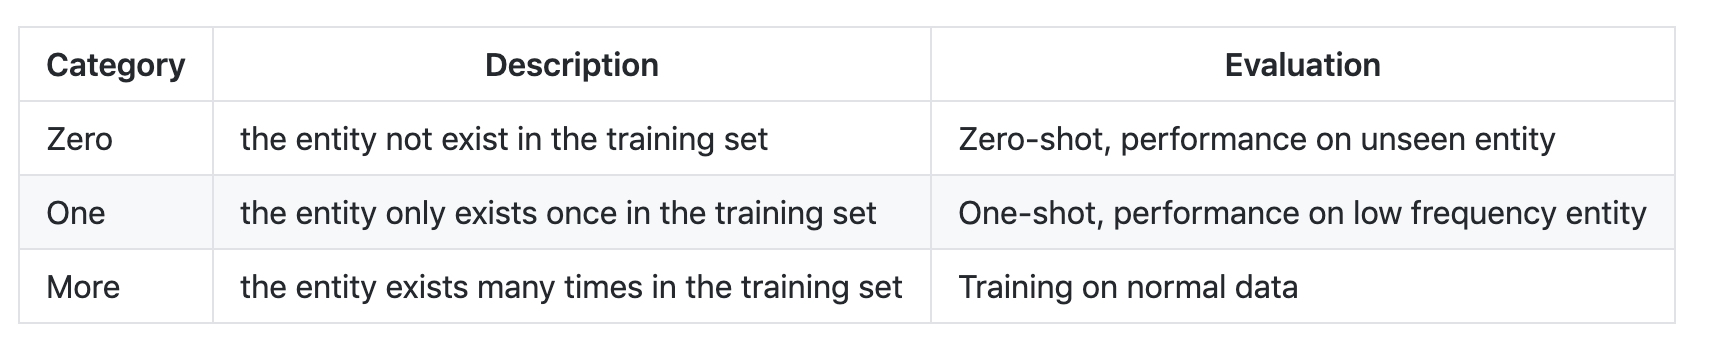 Category Description Evaluation
Zero the entity not exist in the training set Zero-shot, performance on unseen entity
One the entity only exists once in the training set One-shot, performance on low frequency entity
More the entity exists many times in the training set Training on normal data